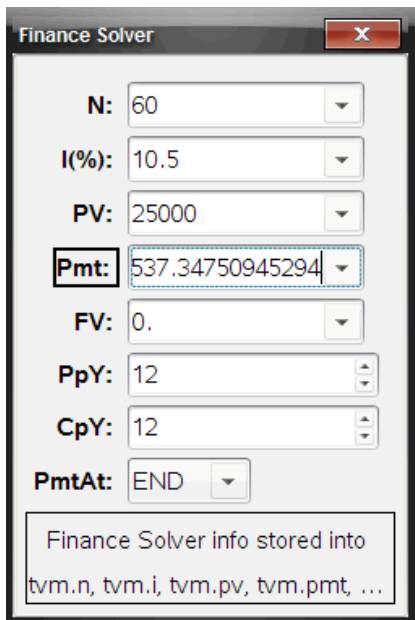 Finance Solver
N: 60
I(%): 10.5
PV: 25000
Pmt: 537.34750945294
FV: 0.
PpY: 12
CpY: 12
PmtAt: END
Finance Solver info stored into
tvm.n, tvm.i, tvm.pv, tvm.pmt, ...